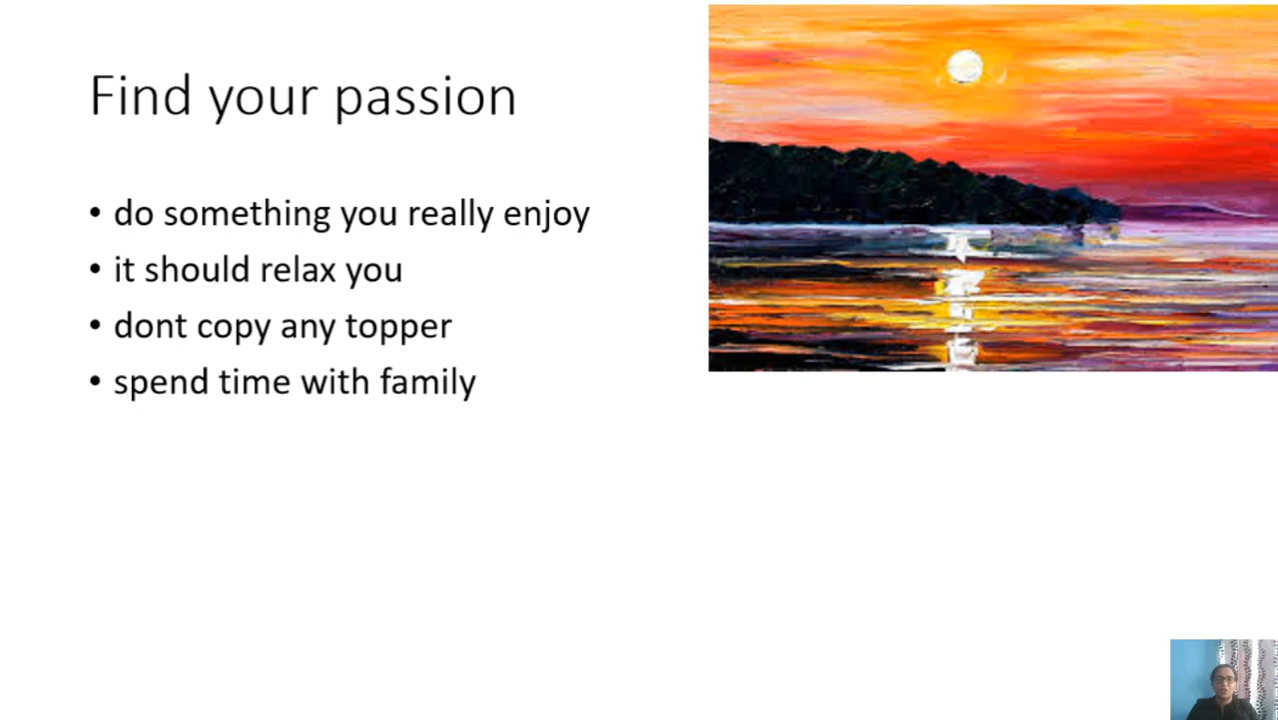 Find your passion
• do something you really enjoy
• it should relax you
• dont copy any topper
• spend time with family